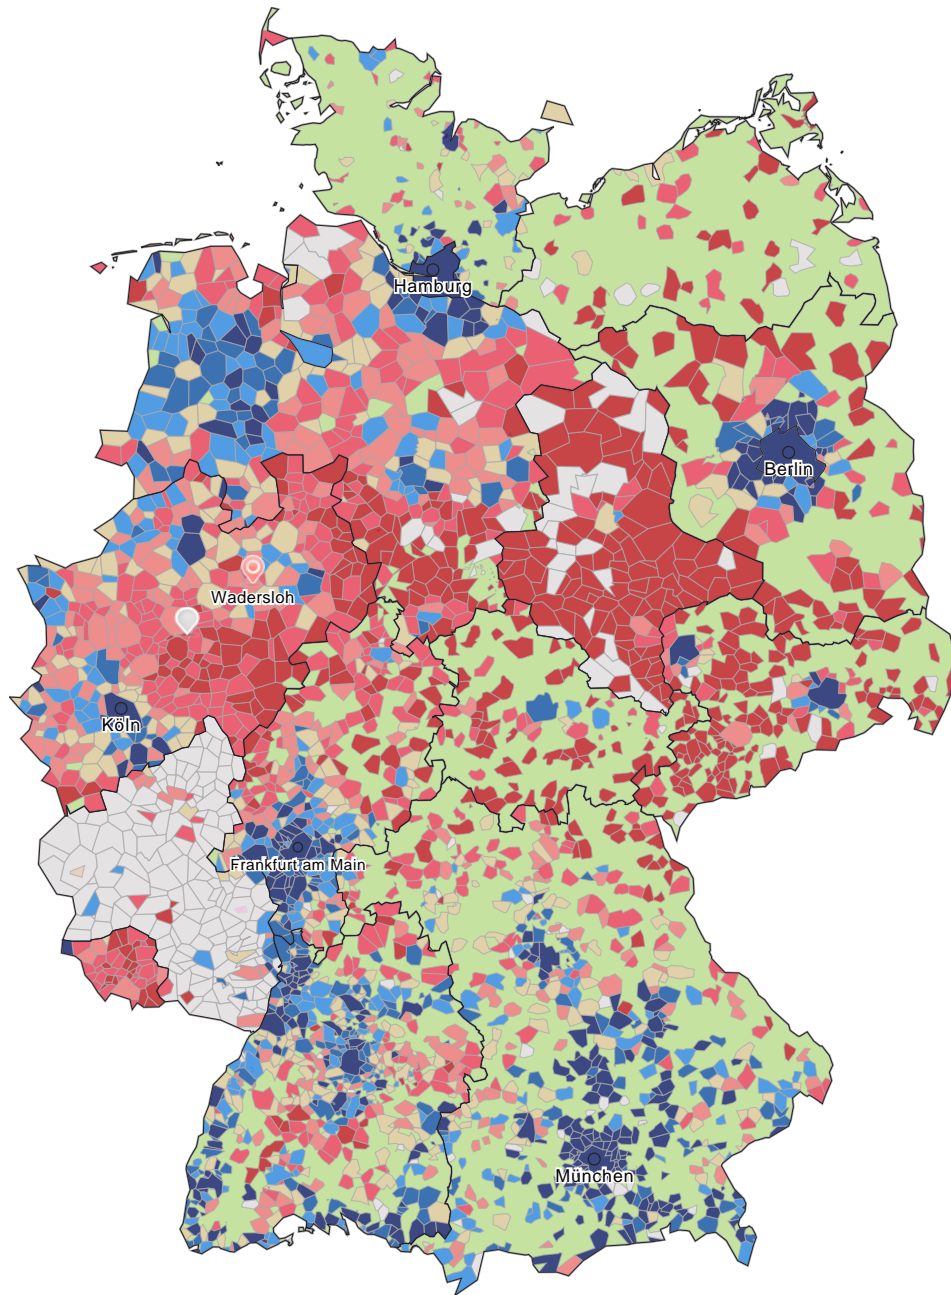 Hamburg
Berlin
Wadersloh
Köln
Frankfurt am Main
München